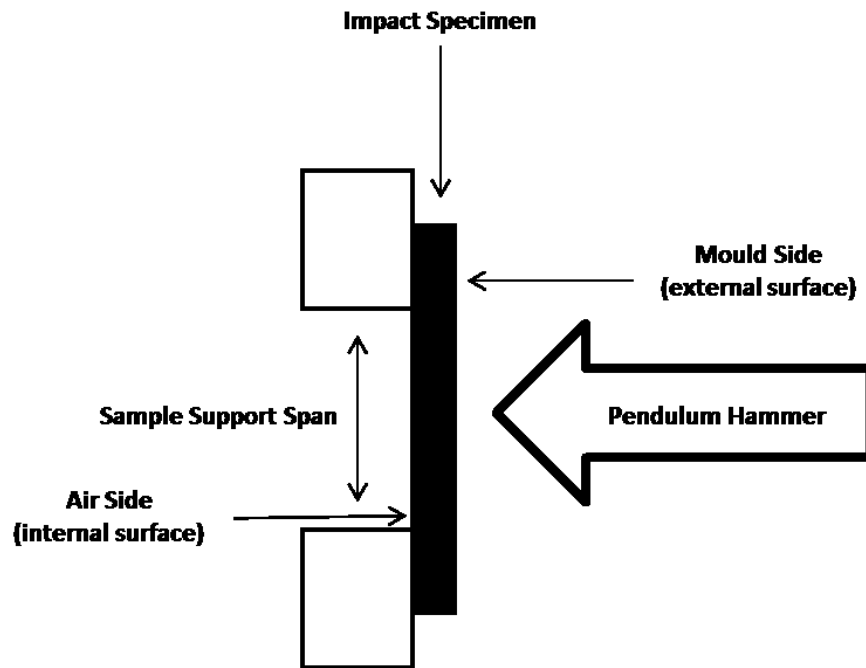 Impact Specimen
Mould Side
(external surface)
Sample Support Span
Pendulum Hammer
Air Side
(internal surface)